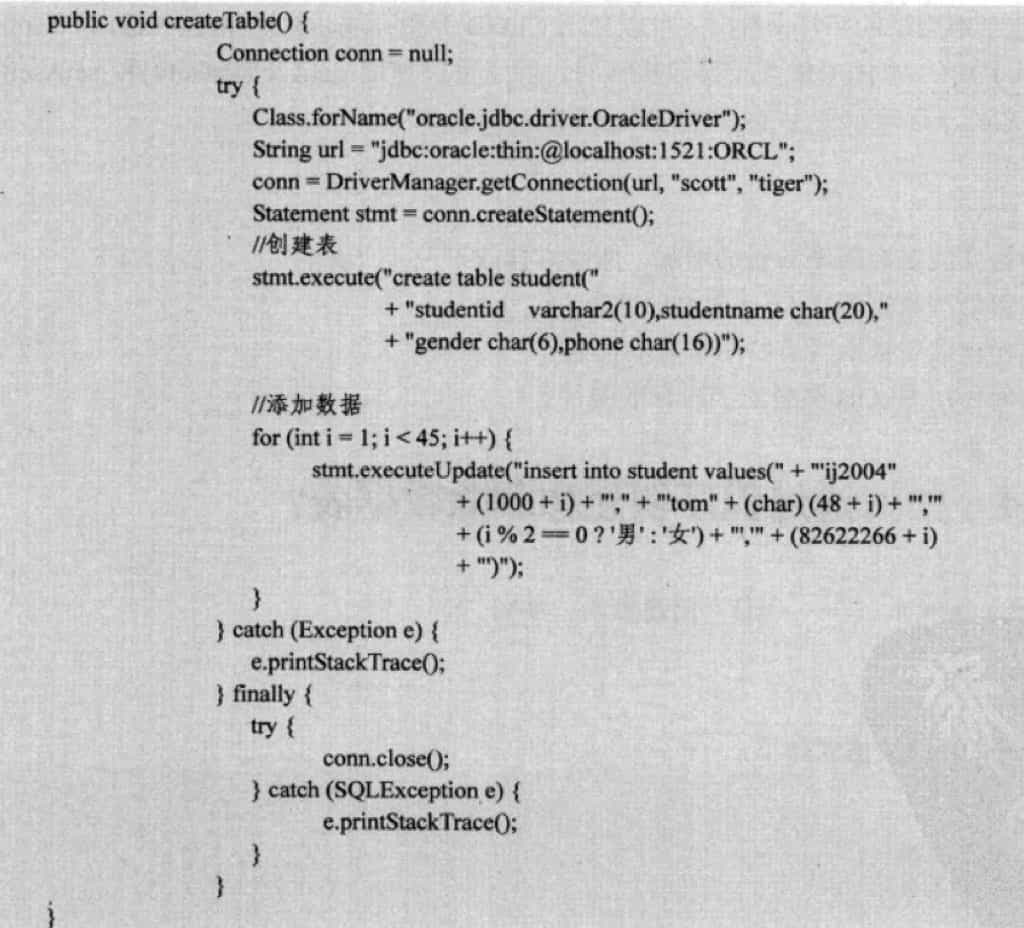 public void createTable() {
Connection conn = null;
try {
Class.forName("oracle.jdbc.driver.OracleDriver");
String url = "jdbc:oracle:thin:@localhost:1521:ORCL";
conn = DriverManager.getConnection(url, "scott", "tiger");
Statement stmt = conn.createStatement();
//创建表
stmt.execute("create table student("
+ "studentid varchar2(10),studentname char(20),"
+ "gender char(6),phone char(16))");
//添加数据
for (int i = 1; i < 45; i++) {
stmt.executeUpdate("insert into student values(" + "'ij2004"
+ (1000 + i) + "'," + "'tom" + (char) (48 + i) + "','"
+ (i % 2 == 0 ? '男' : '女') + "','" + (82622266 + i)
+ "')");
}
} catch (Exception e) {
e.printStackTrace();
} finally {
try {
conn.close();
} catch (SQLException e) {
e.printStackTrace();
}
}
}